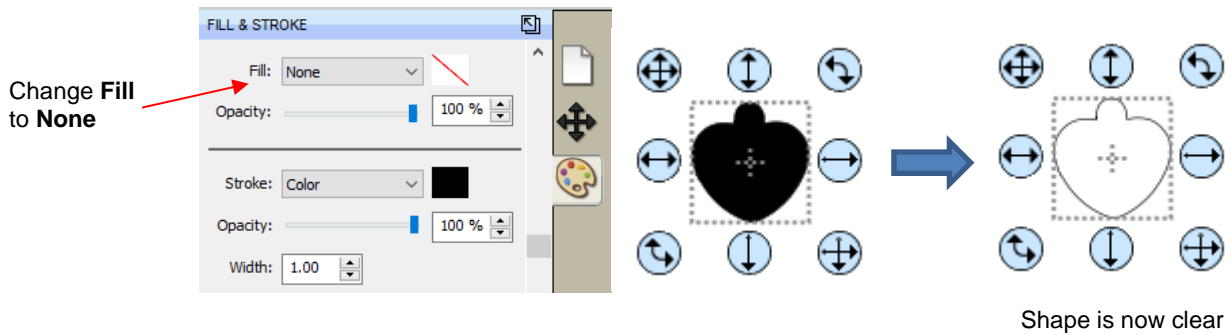 FILL & STROKE
Change Fill
to None
Fill: None
Opacity: 100 %
Stroke: Color
Opacity: 100 %
Width: 1.00
Shape is now clear